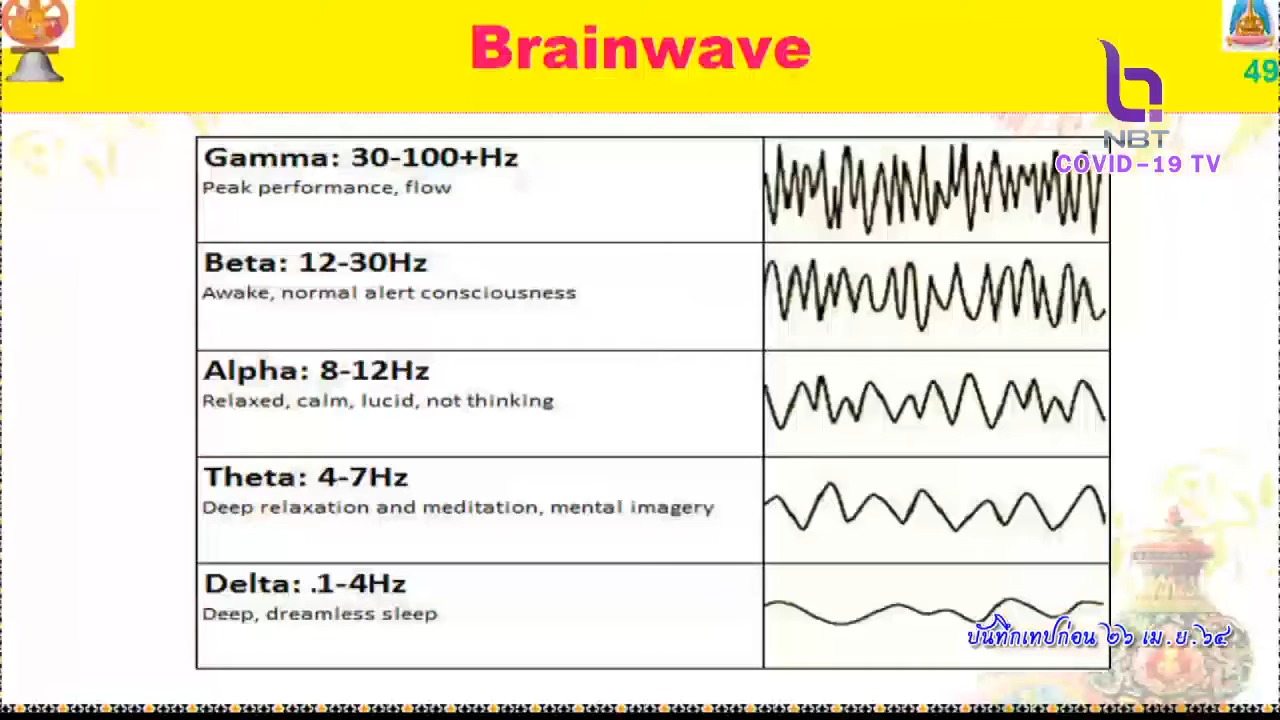 Brainwave
49
NBT
COVID-19 TV
Gamma: 30-100+Hz
Peak performance, flow
Beta: 12-30Hz
Awake, normal alert consciousness
Alpha: 8-12Hz
Relaxed, calm, lucid, not thinking
Theta: 4-7Hz
Deep relaxation and meditation, mental imagery
Delta: .1-4Hz
Deep, dreamless sleep
บันทึกเทปก่อน ๒๖ เม.ย.๖๔